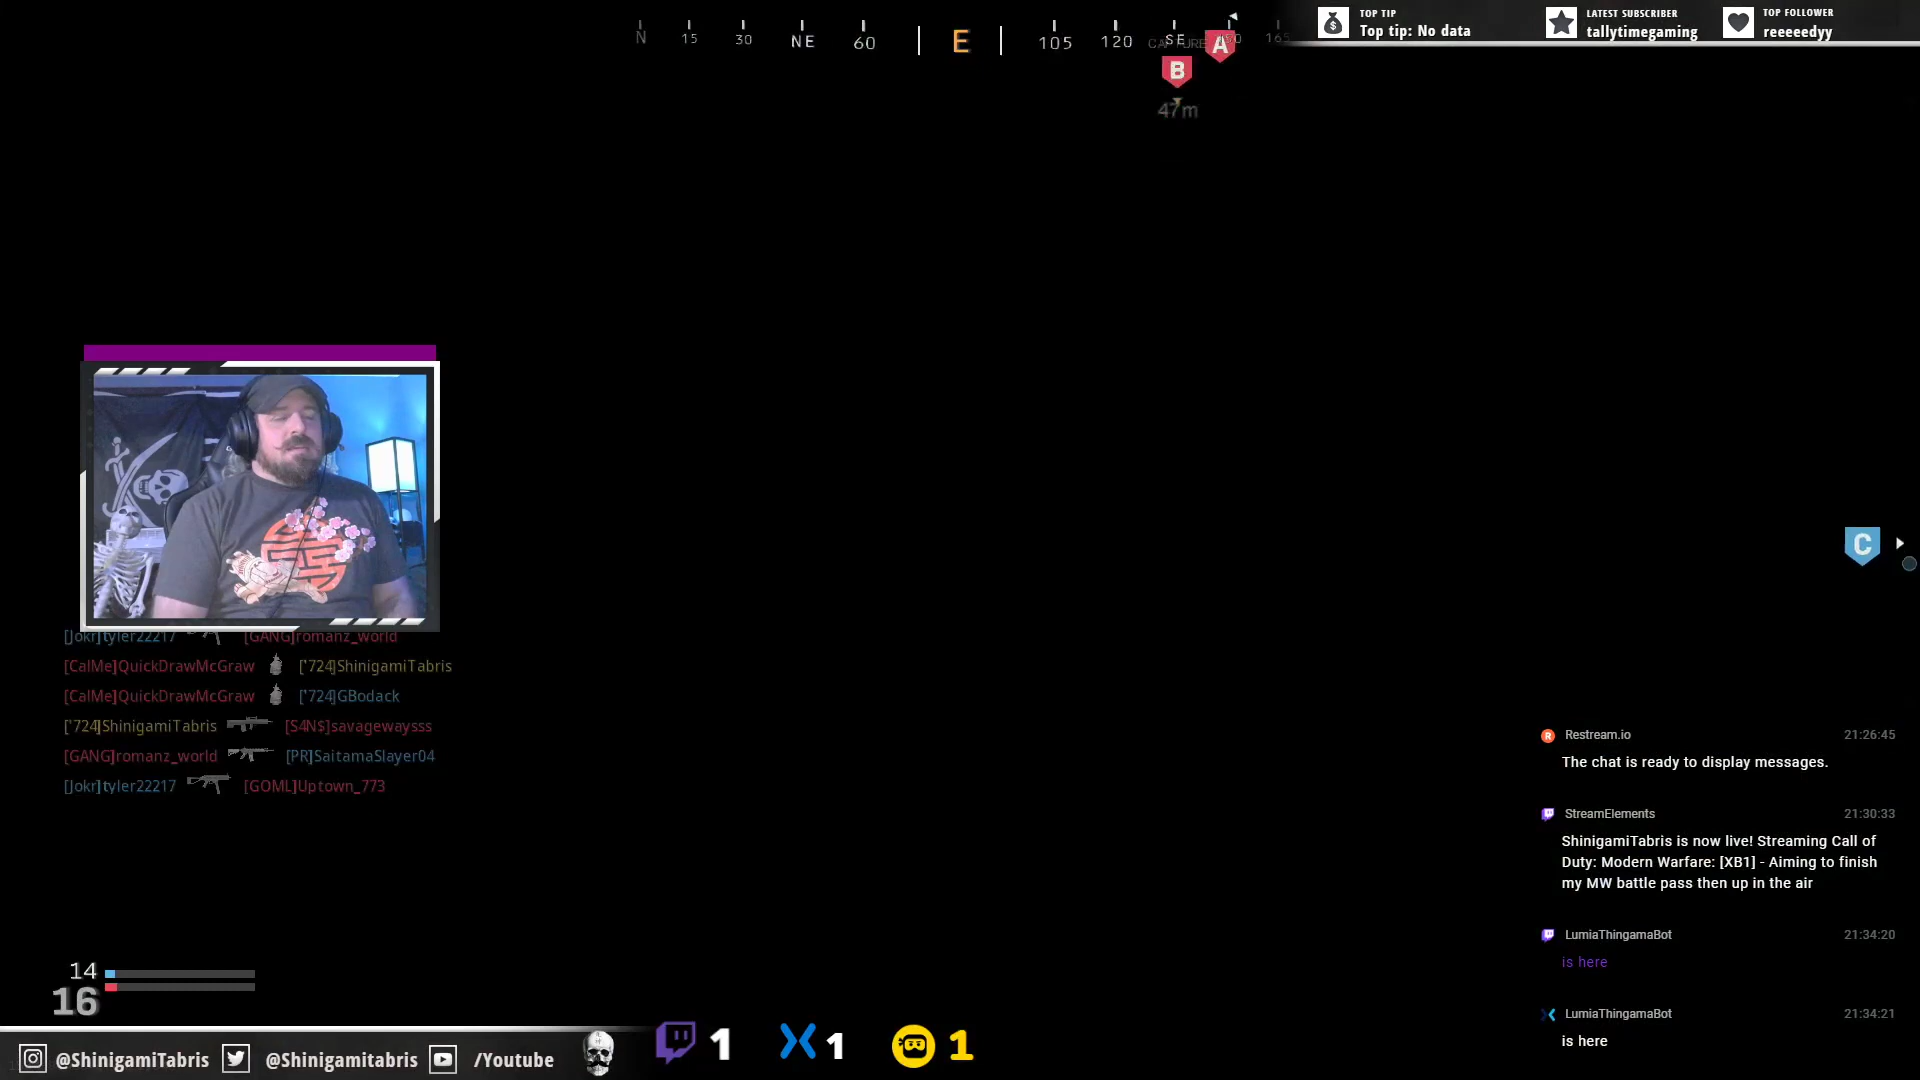 N 15 30 NE 60 E 105 120 SE 150 165
CAPTURE
A
B
47m
TOP TIP
Top tip: No data
LATEST SUBSCRIBER
tallytimegaming
TOP FOLLOWER
reeeeedyy
C
[Jokr]tyler22217 [GANG]romanz_world
[CalMe]QuickDrawMcGraw ['724]ShinigamiTabris
[CalMe]QuickDrawMcGraw ['724]GBodack
['724]ShinigamiTabris [S4N$]savagewaysss
[GANG]romanz_world [PR]SaitamaSlayer04
[Jokr]tyler22217 [GOML]Uptown_773
Restream.io 21:26:45
The chat is ready to display messages.
StreamElements 21:30:33
ShinigamiTabris is now live! Streaming Call of
Duty: Modern Warfare: [XB1] - Aiming to finish
my MW battle pass then up in the air
LumiaThingamaBot 21:34:20
is here
LumiaThingamaBot 21:34:21
is here
14
16
@ShinigamiTabris @Shinigamitabris /Youtube 1 1 1